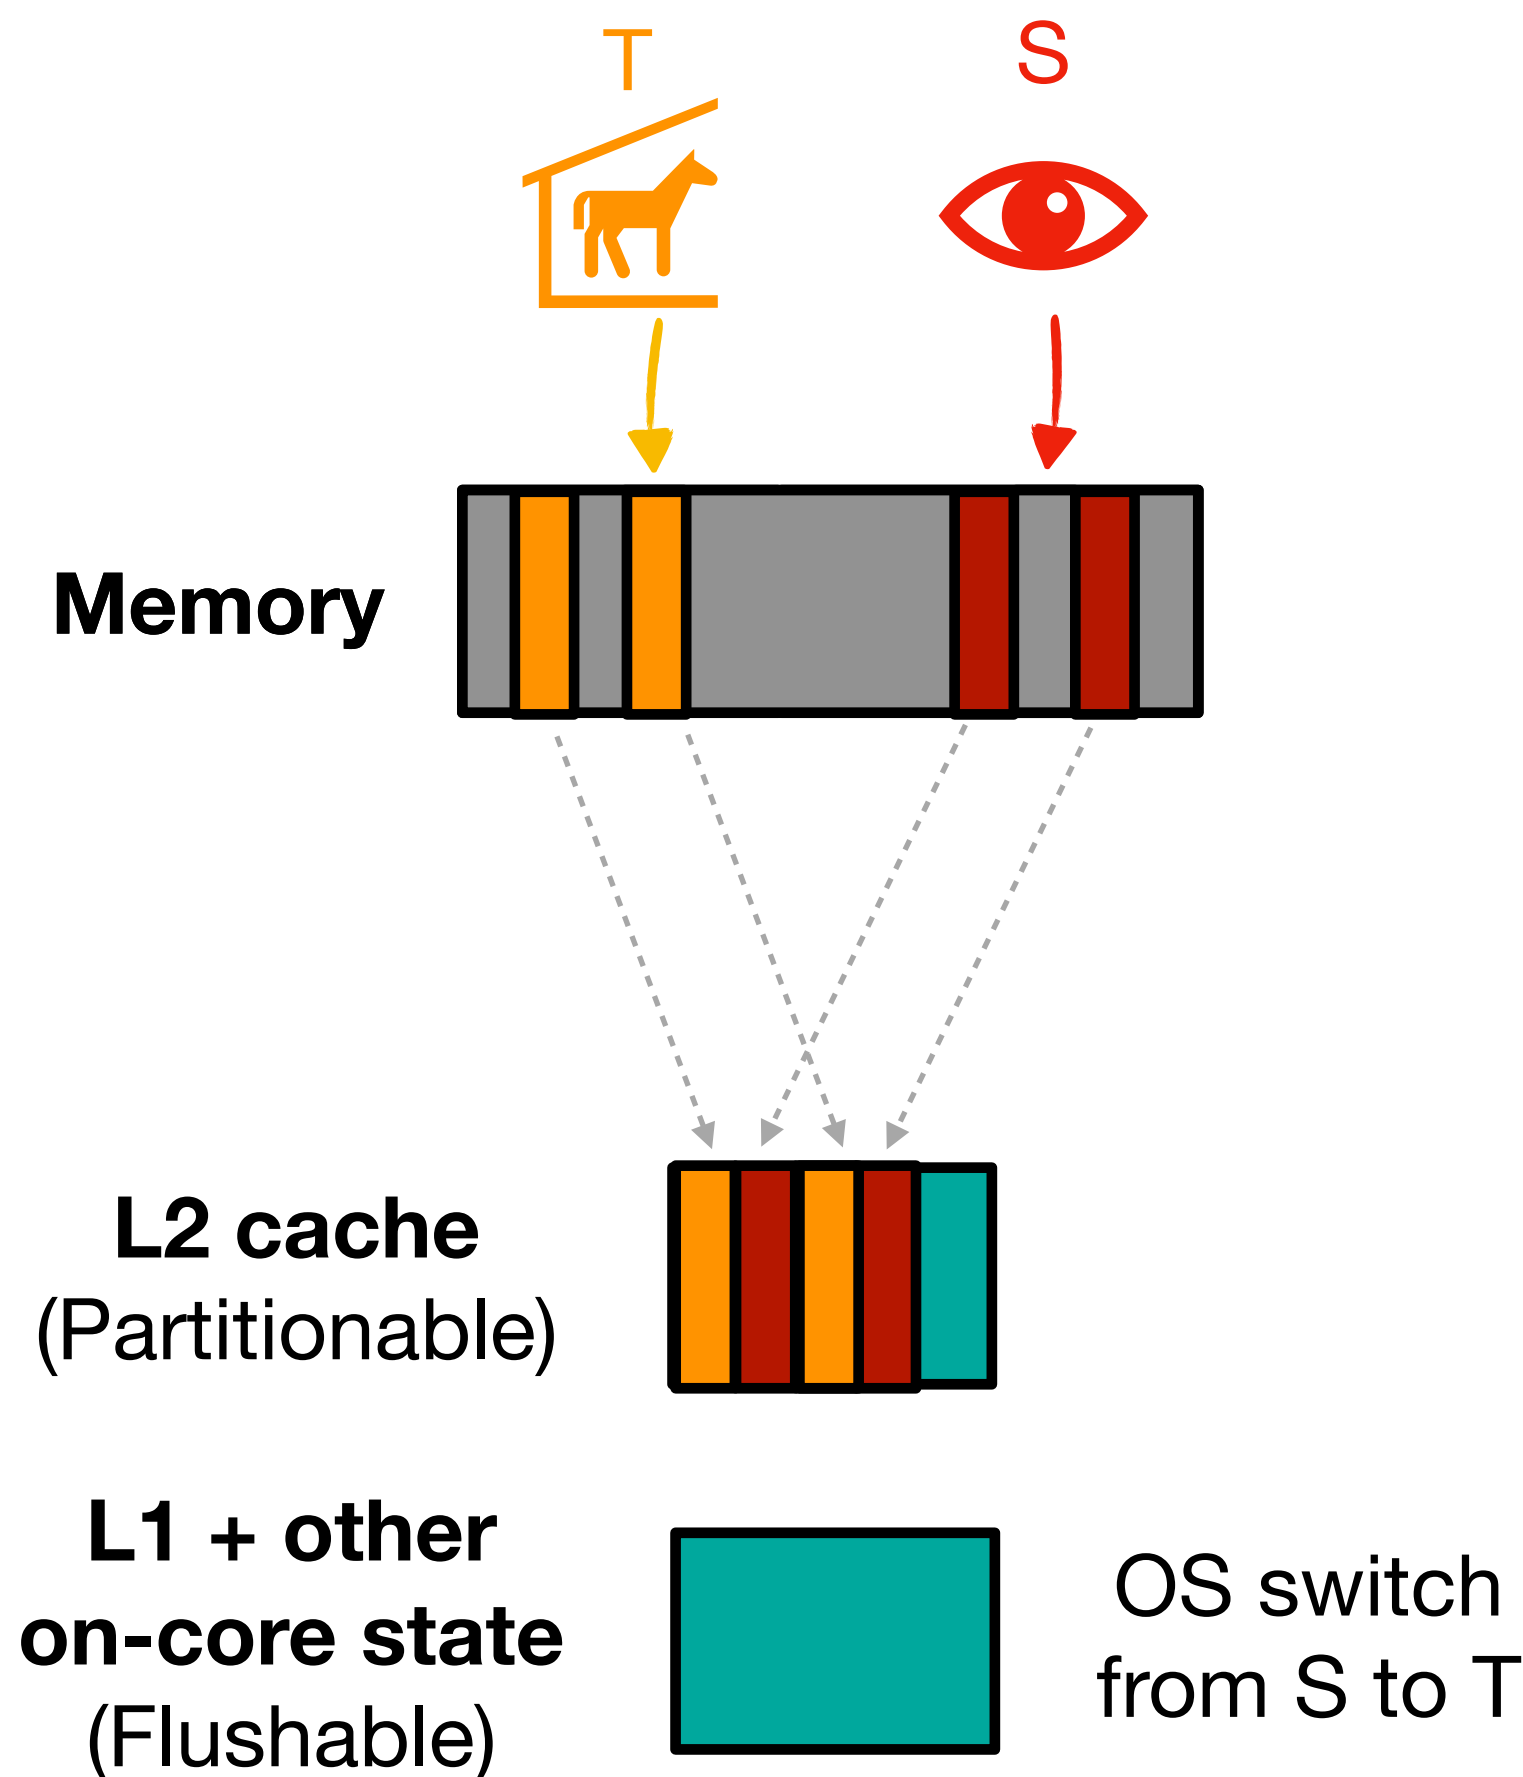 T
S
Memory
L2 cache
(Partitionable)
L1 + other
on-core state
(Flushable)
OS switch
from S to T